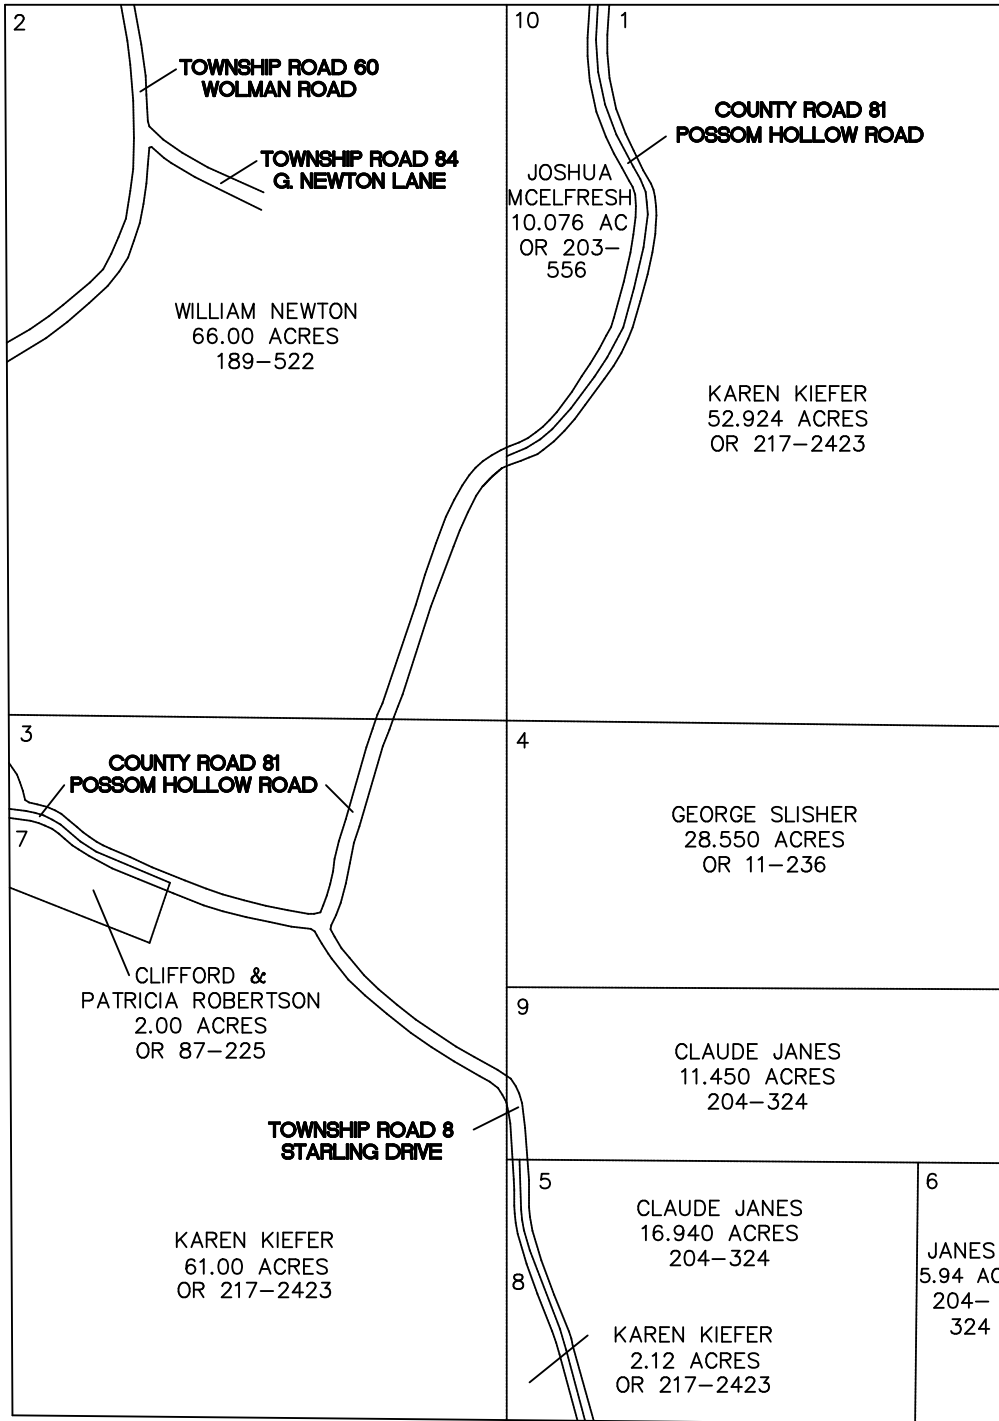 2
10
1
TOWNSHIP ROAD 60
WOLMAN ROAD
TOWNSHIP ROAD 84
G. NEWTON LANE
COUNTY ROAD 81
POSSOM HOLLOW ROAD
JOSHUA
MCELFRESH
10.076 AC
OR 203-
556
WILLIAM NEWTON
66.00 ACRES
189-522
KAREN KIEFER
52.924 ACRES
OR 217-2423
3
4
COUNTY ROAD 81
POSSOM HOLLOW ROAD
7
GEORGE SLISHER
28.550 ACRES
OR 11-236
CLIFFORD &
PATRICIA ROBERTSON
2.00 ACRES
OR 87-225
9
CLAUDE JANES
11.450 ACRES
204-324
TOWNSHIP ROAD 8
STARLING DRIVE
5
CLAUDE JANES
16.940 ACRES
204-324
6
JANES
5.94 AC
204-
324
KAREN KIEFER
61.00 ACRES
OR 217-2423
8
KAREN KIEFER
2.12 ACRES
OR 217-2423